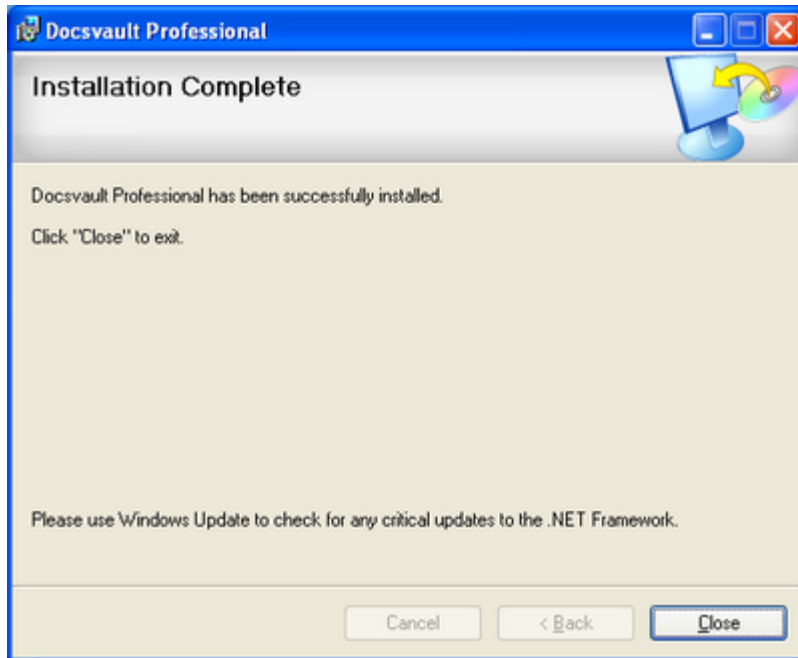 Docsvault Professional
Installation Complete
Docsvault Professional has been successfully installed.
Click "Close" to exit.
Please use Windows Update to check for any critical updates to the .NET Framework.
Cancel
< Back
Close